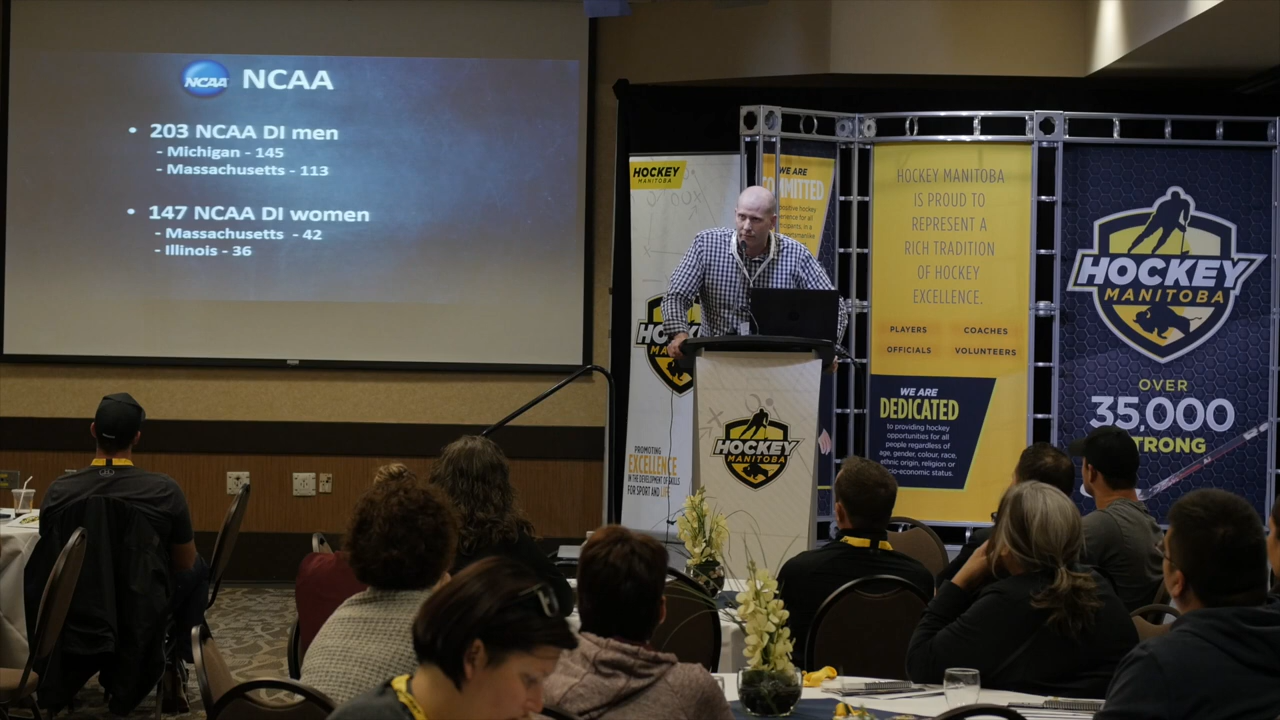 NCAA NCAA
• 203 NCAA DI men
- Michigan - 145
- Massachusetts - 113
• 147 NCAA DI women
- Massachusetts - 42
- Illinois - 36
HOCKEY
MANITOBA
HOCKEY
PROMOTING
EXCELLENCE
IN THE DEVELOPMENT OF SKILLS
FOR SPORT AND LIFE
WE ARE
HOCKEY
MANITOBA
HOCKEY MANITOBA
IS PROUD TO
REPRESENT A
RICH TRADITION
OF HOCKEY
EXCELLENCE.
PLAYERS COACHES
OFFICIALS VOLUNTEERS
WE ARE
DEDICATED
to providing hockey
opportunities for all
people regardless of
age, gender, colour, race,
ethnic origin, religion or
socio-economic status.
HOCKEY
MANITOBA
OVER
35,000
STRONG